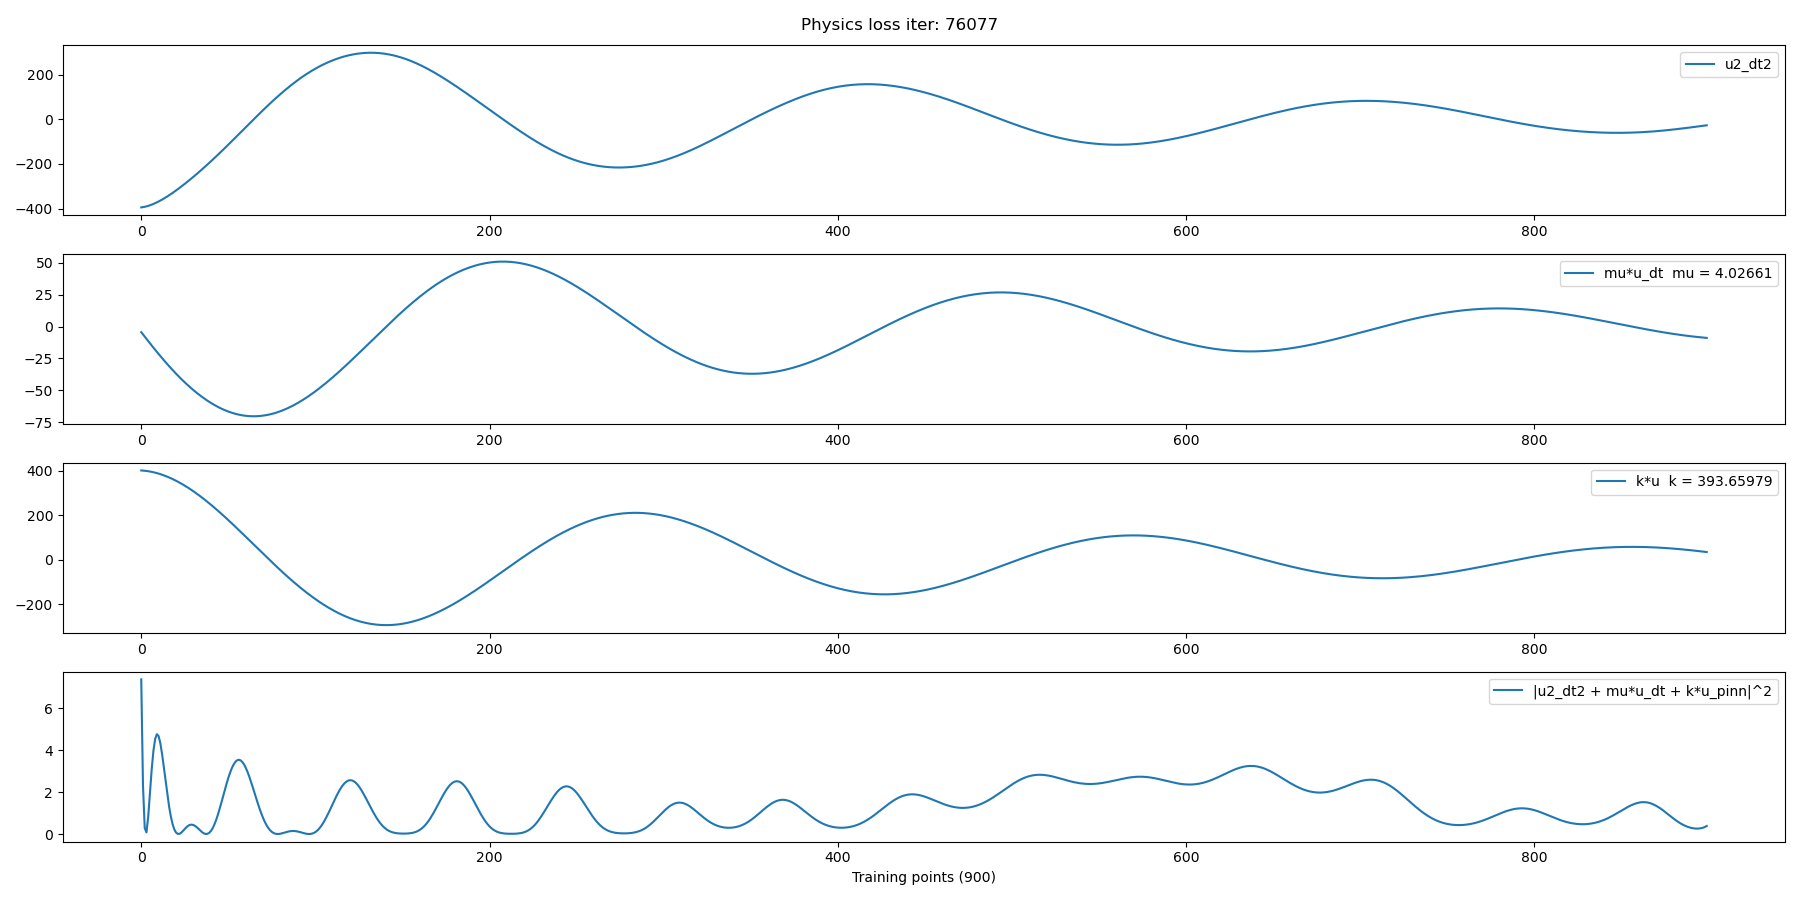 Physics loss iter: 76077
u2_dt2
200
0
−200
−400
0 200 400 600 800
mu*u_dt  mu = 4.02661
50
25
0
−25
−50
−75
0 200 400 600 800
k*u  k = 393.65979
400
200
0
−200
0 200 400 600 800
|u2_dt2 + mu*u_dt + k*u_pinn|^2
6
4
2
0
0 200 400 600 800
Training points (900)